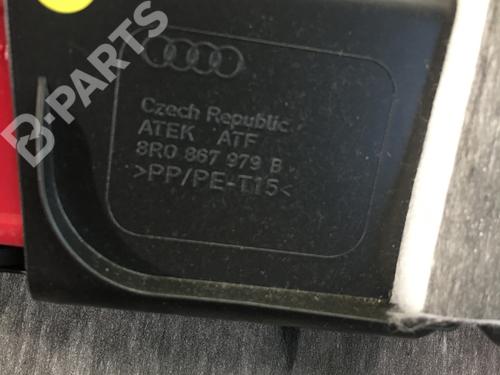 B-PARTS
Czech Republic
ATEK ATF
8R0 867 979 B
>PP/PE-T15<